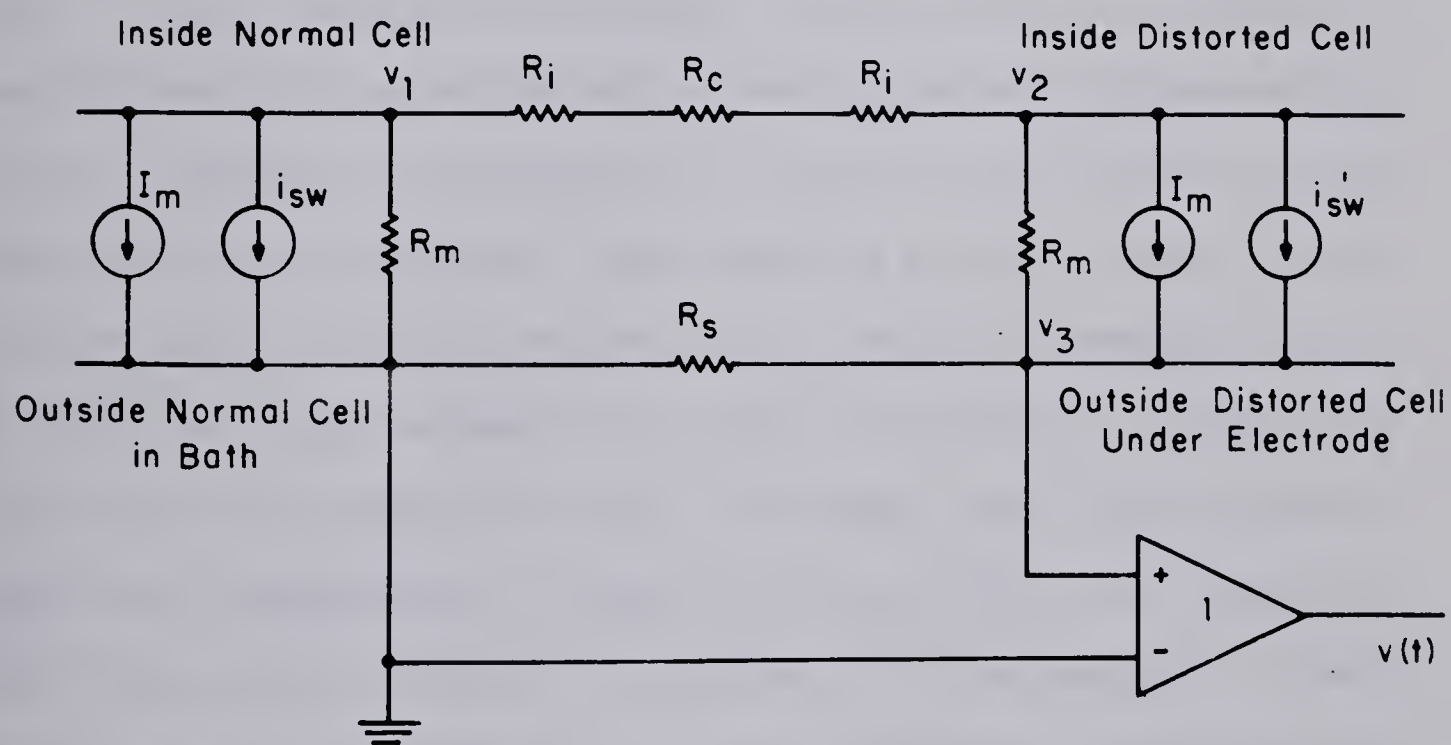 Inside Normal Cell
Inside Distorted Cell
v1
Ri
Rc
Ri
v2
Im
isw
Rm
Rm
Im
i'sw
Rs
v3
Outside Normal Cell
in Bath
Outside Distorted Cell
Under Electrode
+
1
-
v(t)